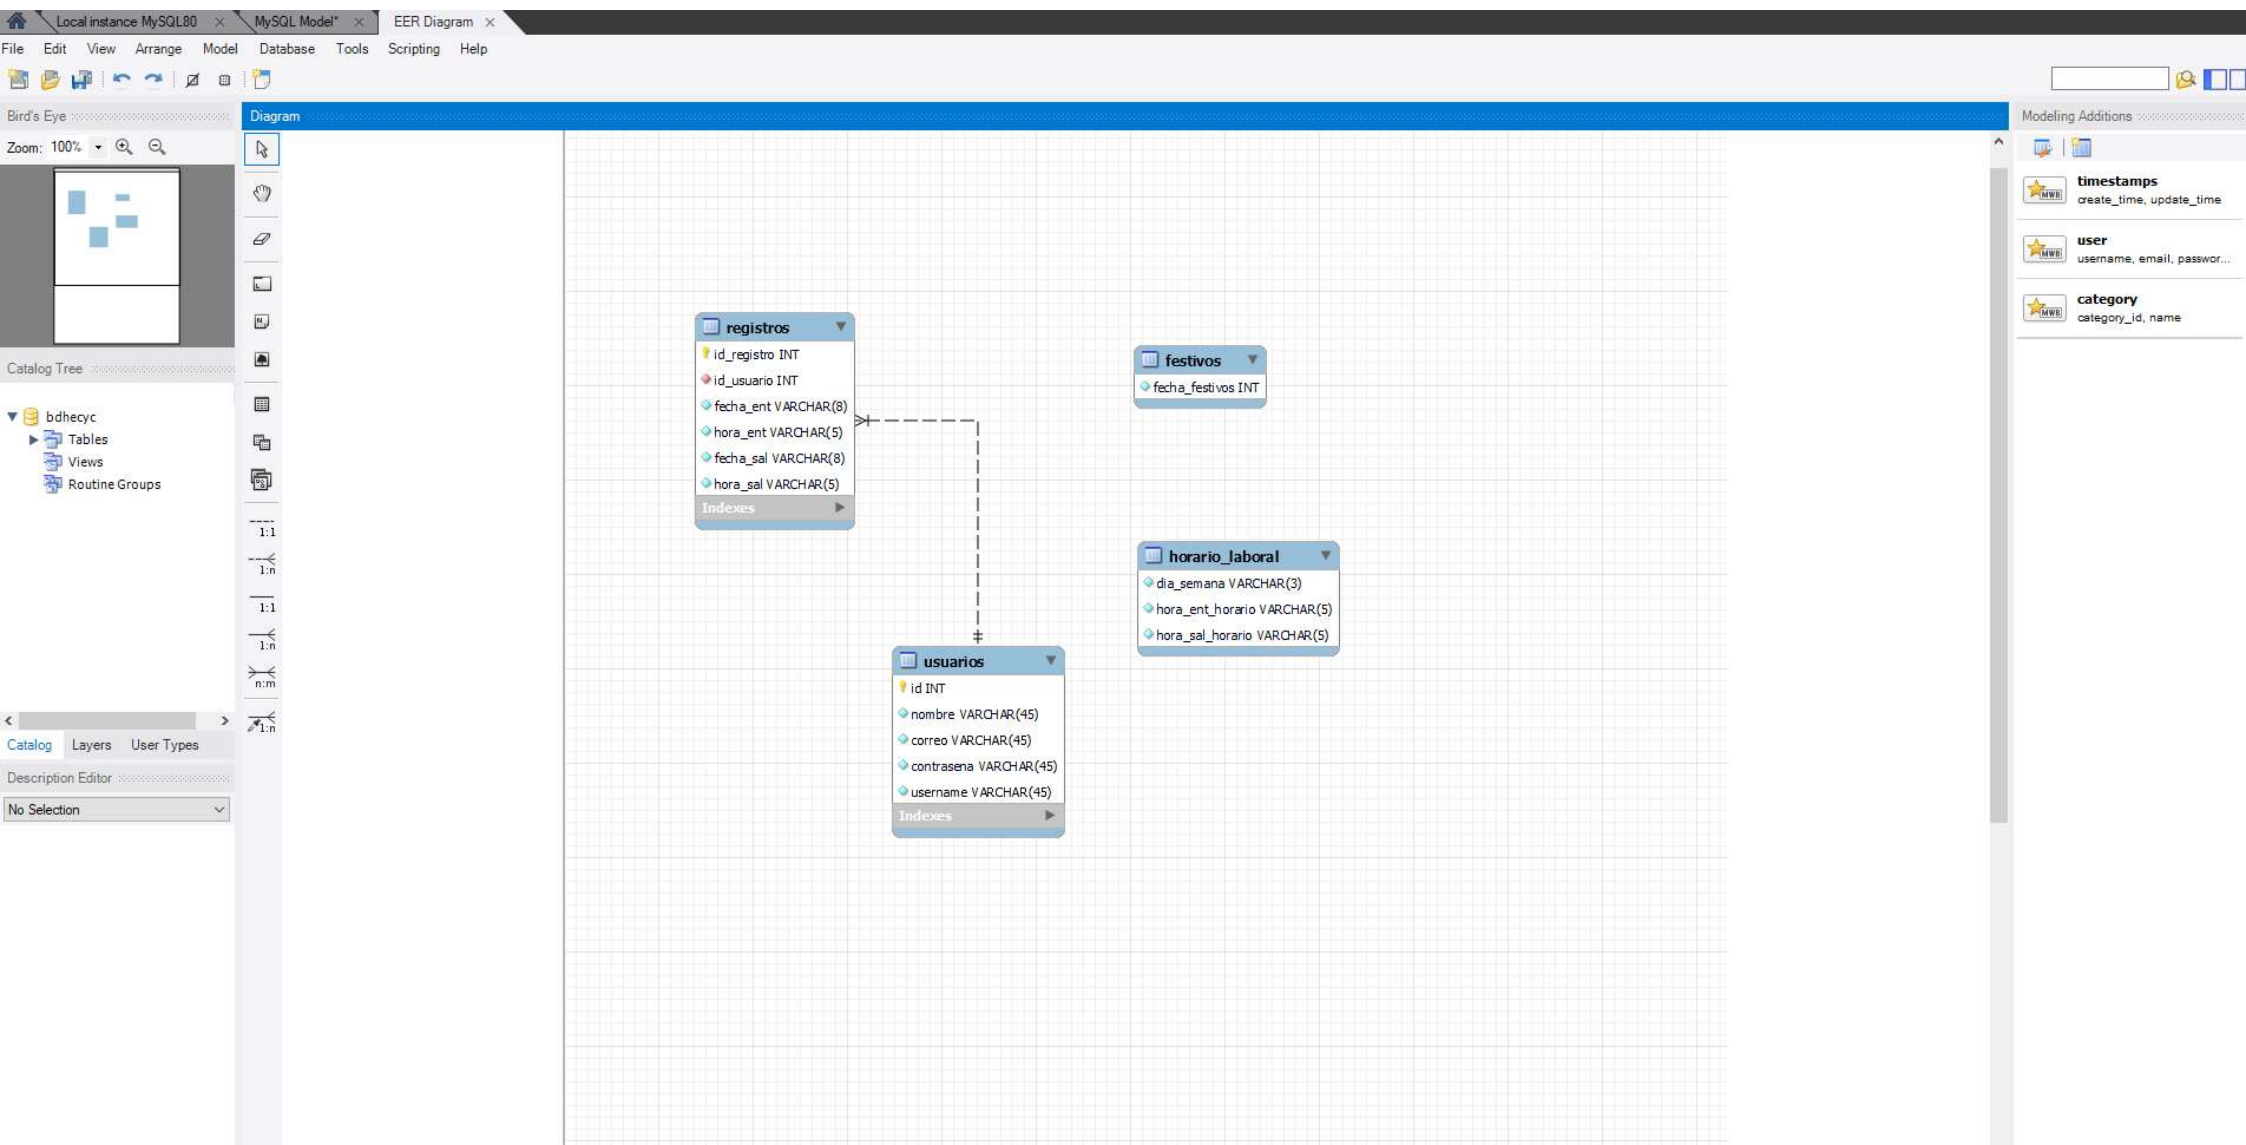 Local instance MySQL80
MySQL Model*
EER Diagram
File Edit View Arrange Model Database Tools Scripting Help
Bird's Eye
Diagram
Modeling Additions
Zoom: 100%
timestamps
create_time, update_time
user
username, email, passwor...
category
category_id, name
Catalog Tree
bdhecyc
Tables
Views
Routine Groups
registros
id_registro INT
id_usuario INT
fecha_ent VARCHAR(8)
hora_ent VARCHAR(5)
fecha_sal VARCHAR(8)
hora_sal VARCHAR(5)
Indexes
festivos
fecha_festivos INT
horario_laboral
dia_semana VARCHAR(3)
hora_ent_horario VARCHAR(5)
hora_sal_horario VARCHAR(5)
usuarios
id INT
nombre VARCHAR(45)
correo VARCHAR(45)
contrasena VARCHAR(45)
username VARCHAR(45)
Indexes
1:1
1:n
1:1
1:n
n:m
1:n
Catalog Layers User Types
Description Editor
No Selection
MWB
MWB
MWB